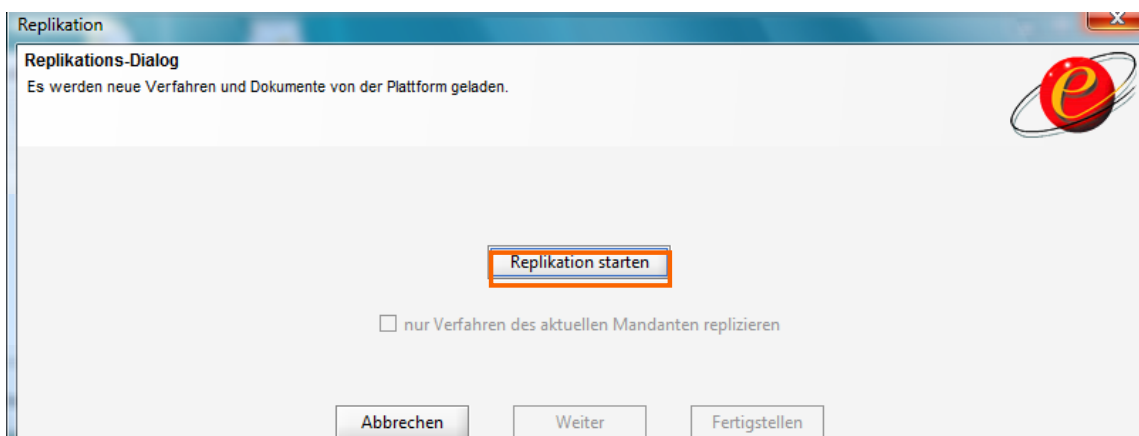 Replikation
Replikations-Dialog
Es werden neue Verfahren und Dokumente von der Plattform geladen.
e
Replikation starten
nur Verfahren des aktuellen Mandanten replizieren
Abbrechen Weiter Fertigstellen